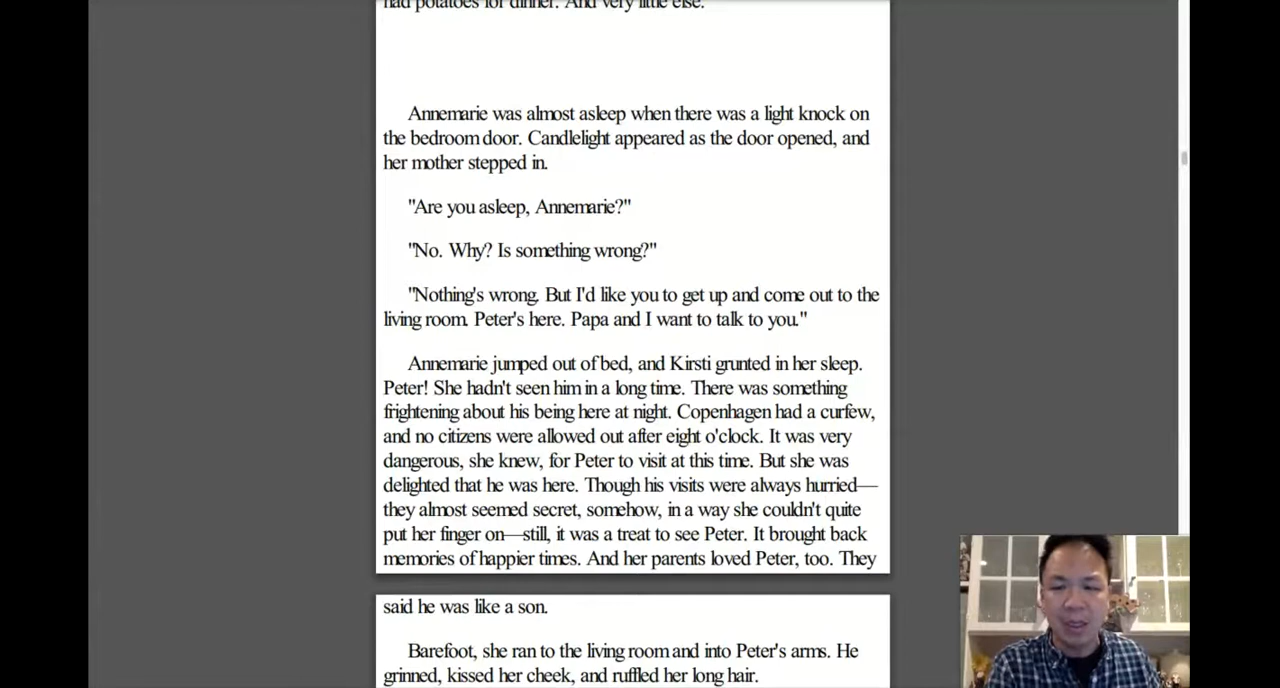 had potatoes for dinner. And very little else.
Annemarie was almost asleep when there was a light knock on
the bedroom door. Candlelight appeared as the door opened, and
her mother stepped in.
"Are you asleep, Annemarie?"
"No. Why? Is something wrong?"
"Nothing's wrong. But I'd like you to get up and come out to the
living room. Peter's here. Papa and I want to talk to you."
Annemarie jumped out of bed, and Kirsti grunted in her sleep.
Peter! She hadn't seen him in a long time. There was something
frightening about his being here at night. Copenhagen had a curfew,
and no citizens were allowed out after eight o'clock. It was very
dangerous, she knew, for Peter to visit at this time. But she was
delighted that he was here. Though his visits were always hurried—
they almost seemed secret, somehow, in a way she couldn't quite
put her finger on—still, it was a treat to see Peter. It brought back
memories of happier times. And her parents loved Peter, too. They
said he was like a son.
Barefoot, she ran to the living room and into Peter's arms. He
grinned, kissed her cheek, and ruffled her long hair.